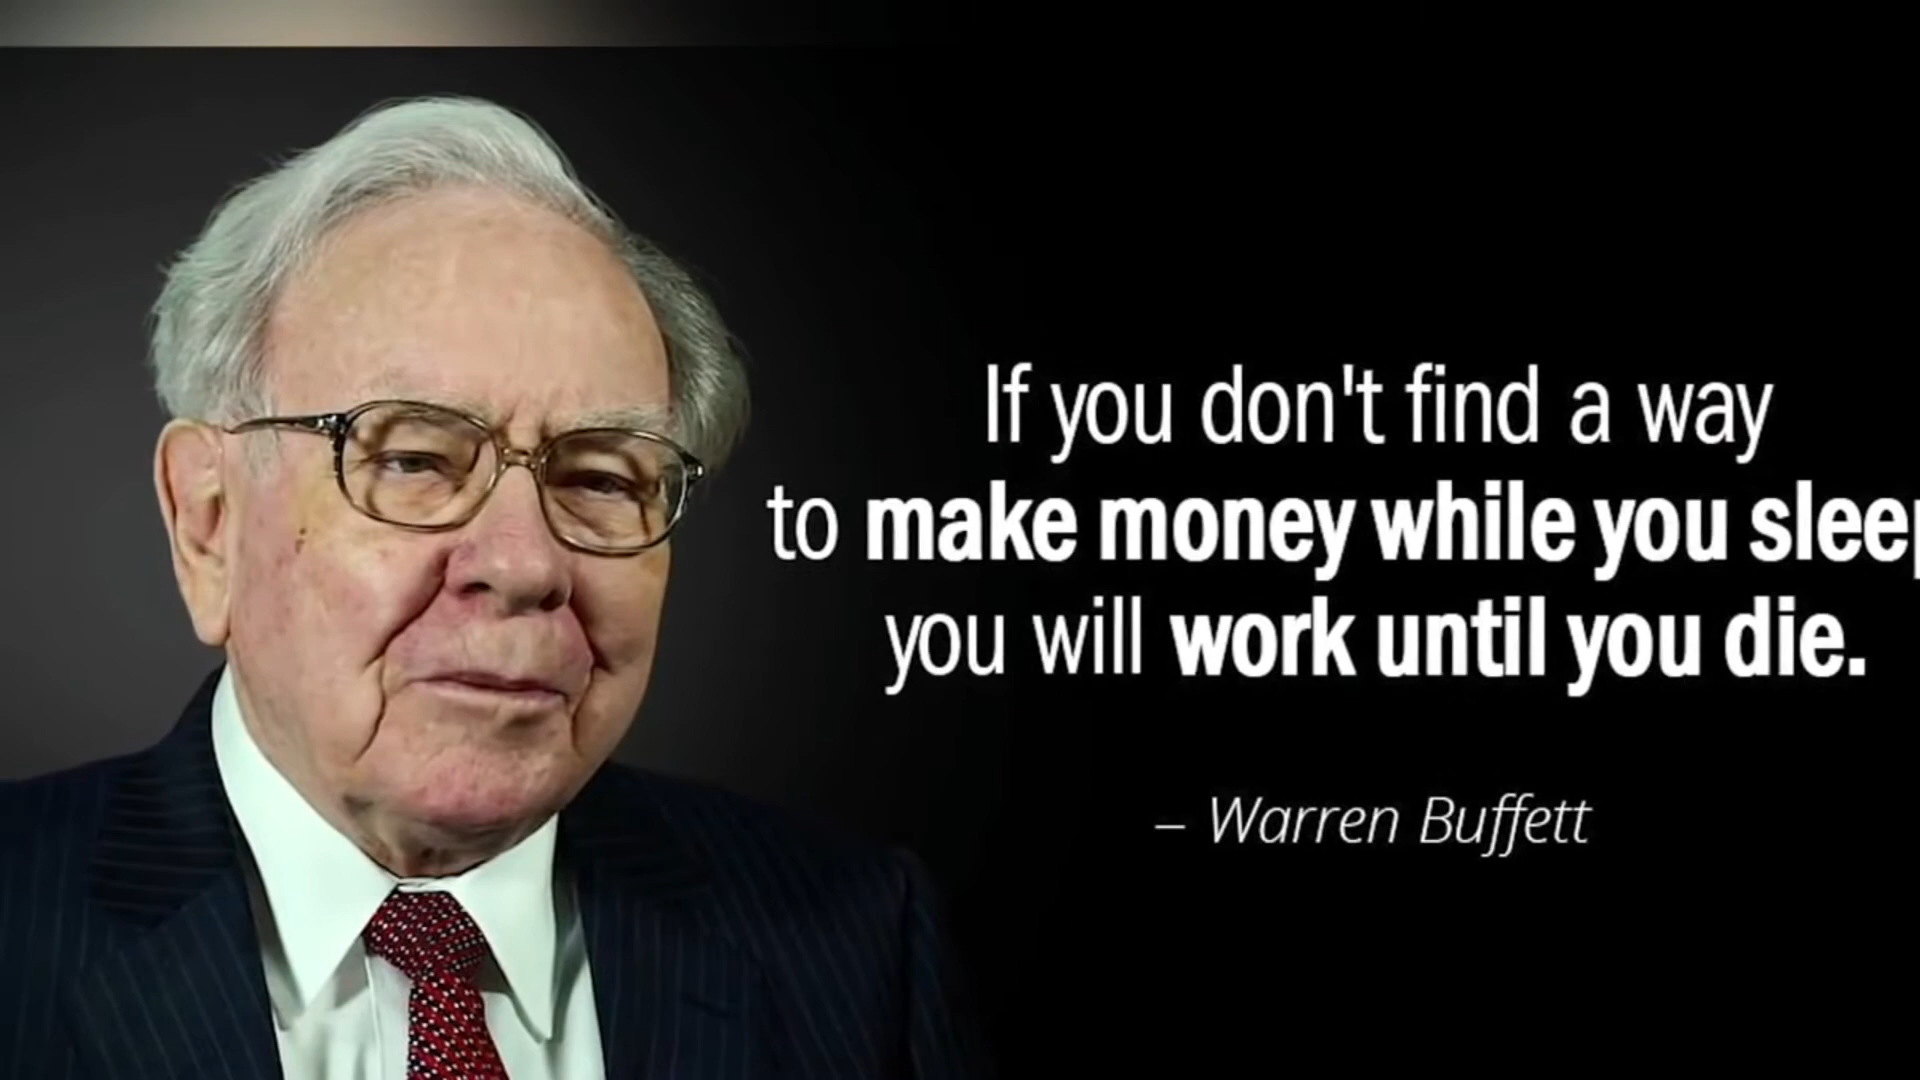 If you don't find a way
to make money while you sleep
you will work until you die.
– Warren Buffett